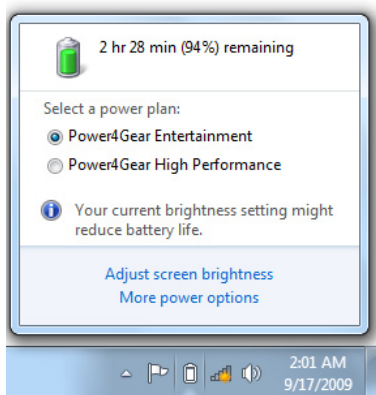 2 hr 28 min (94%) remaining
Select a power plan:
Power4Gear Entertainment
Power4Gear High Performance
Your current brightness setting might
reduce battery life.
Adjust screen brightness
More power options
2:01 AM
9/17/2009